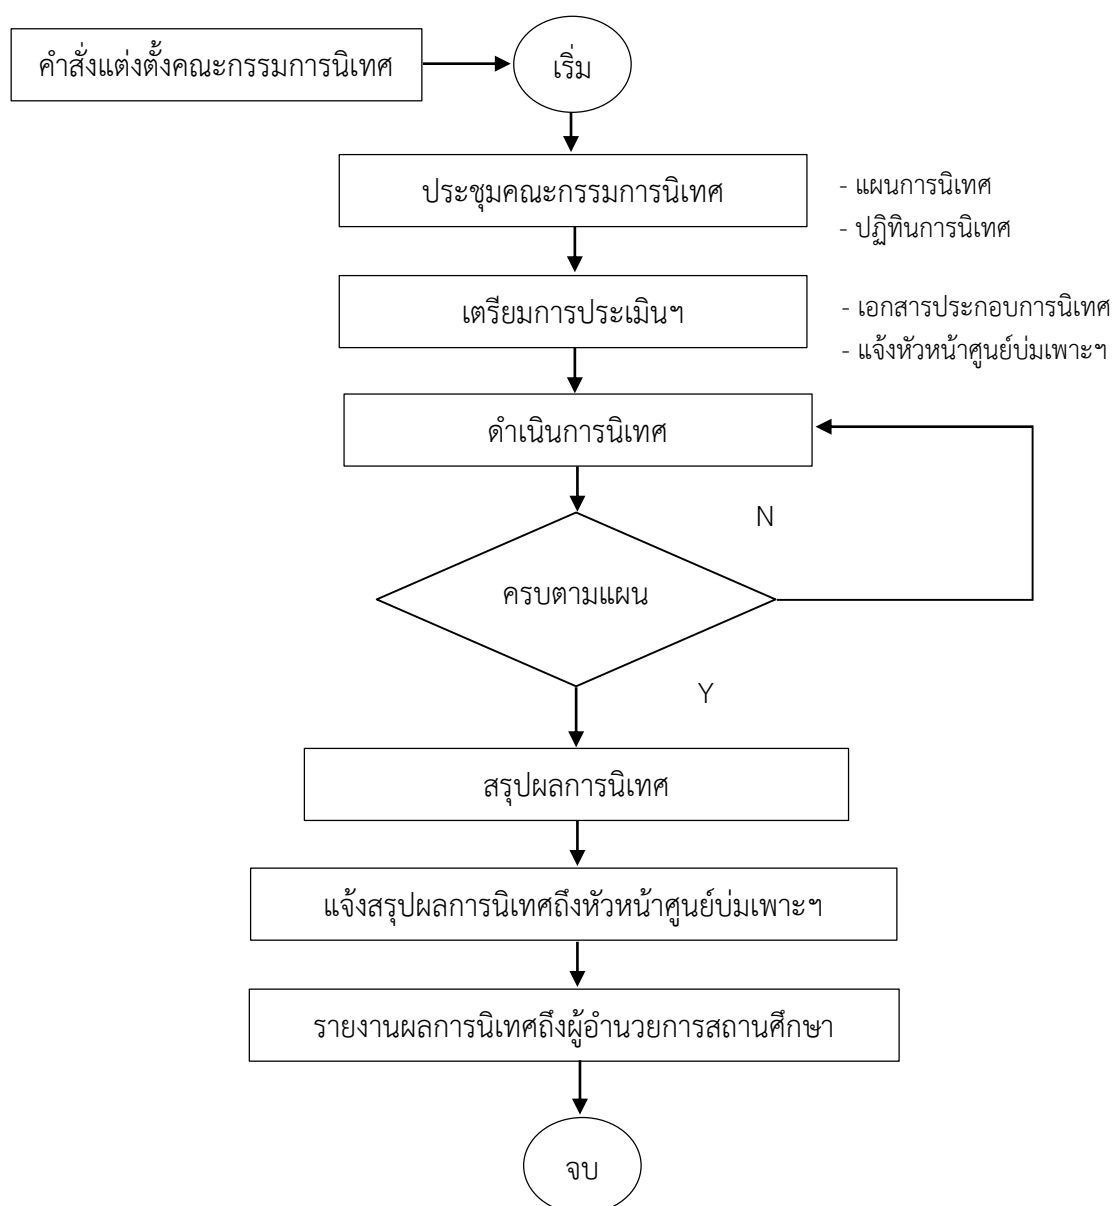 คำสั่งแต่งตั้งคณะกรรมการนิเทศ
เริ่ม
ประชุมคณะกรรมการนิเทศ
- แผนการนิเทศ
- ปฏิทินการนิเทศ
เตรียมการประเมินฯ
- เอกสารประกอบการนิเทศ
- แจ้งหัวหน้าศูนย์บ่มเพาะฯ
ดำเนินการนิเทศ
N
ครบตามแผน
Y
สรุปผลการนิเทศ
แจ้งสรุปผลการนิเทศถึงหัวหน้าศูนย์บ่มเพาะฯ
รายงานผลการนิเทศถึงผู้อำนวยการสถานศึกษา
จบ